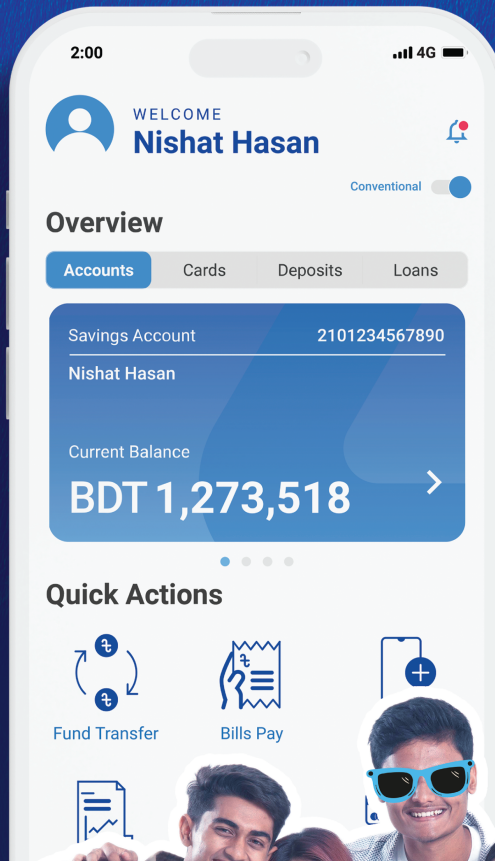 2:00 4G
WELCOME
Nishat Hasan
Conventional
Overview
Accounts Cards Deposits Loans
Savings Account 2101234567890
Nishat Hasan
Current Balance
BDT 1,273,518
Quick Actions
৳
৳
৳
Fund Transfer Bills Pay